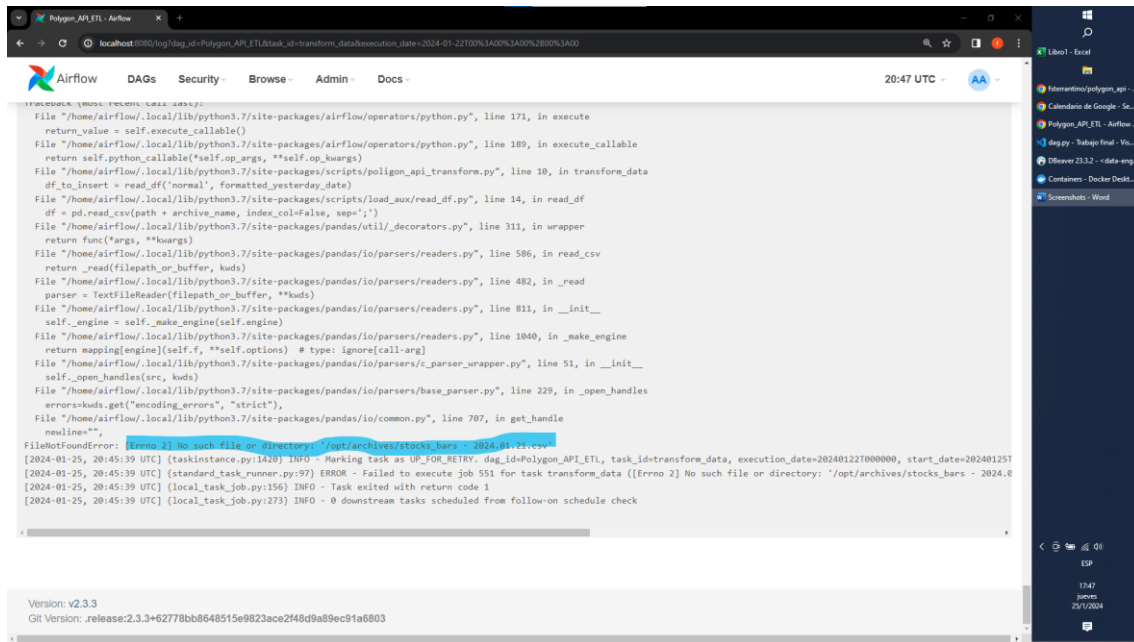 Polygon_API_ETL - Airflow
localhost:8080/log?dag_id=Polygon_API_ETL&task_id=transform_data&execution_date=2024-01-22T00%3A00%3A00%2B00%3A00
Airflow DAGs Security Browse Admin Docs 20:47 UTC AA
Traceback (most recent call last):
File "/home/airflow/.local/lib/python3.7/site-packages/airflow/operators/python.py", line 171, in execute
return_value = self.execute_callable()
File "/home/airflow/.local/lib/python3.7/site-packages/airflow/operators/python.py", line 189, in execute_callable
return self.python_callable(*self.op_args, **self.op_kwargs)
File "/home/airflow/.local/lib/python3.7/site-packages/scripts/poligon_api_transform.py", line 10, in transform_data
df_to_insert = read_df('normal', formatted_yesterday_date)
File "/home/airflow/.local/lib/python3.7/site-packages/scripts/load_aux/read_df.py", line 14, in read_df
df = pd.read_csv(path + archive_name, index_col=False, sep=';')
File "/home/airflow/.local/lib/python3.7/site-packages/pandas/util/_decorators.py", line 311, in wrapper
return func(*args, **kwargs)
File "/home/airflow/.local/lib/python3.7/site-packages/pandas/io/parsers/readers.py", line 586, in read_csv
return _read(filepath_or_buffer, kwds)
File "/home/airflow/.local/lib/python3.7/site-packages/pandas/io/parsers/readers.py", line 482, in _read
parser = TextFileReader(filepath_or_buffer, **kwds)
File "/home/airflow/.local/lib/python3.7/site-packages/pandas/io/parsers/readers.py", line 811, in __init__
self._engine = self._make_engine(self.engine)
File "/home/airflow/.local/lib/python3.7/site-packages/pandas/io/parsers/readers.py", line 1040, in _make_engine
return mapping[engine](self.f, **self.options)  # type: ignore[call-arg]
File "/home/airflow/.local/lib/python3.7/site-packages/pandas/io/parsers/c_parser_wrapper.py", line 51, in __init__
self._open_handles(src, kwds)
File "/home/airflow/.local/lib/python3.7/site-packages/pandas/io/parsers/base_parser.py", line 229, in _open_handles
errors=kwds.get("encoding_errors", "strict"),
File "/home/airflow/.local/lib/python3.7/site-packages/pandas/io/common.py", line 707, in get_handle
newline="",
FileNotFoundError: [Errno 2] No such file or directory: '/opt/archives/stocks_bars - 2024.01.21.csv'
[2024-01-25, 20:45:39 UTC] {taskinstance.py:1420} INFO - Marking task as UP_FOR_RETRY. dag_id=Polygon_API_ETL, task_id=transform_data, execution_date=20240122T000000, start_date=20240125T
[2024-01-25, 20:45:39 UTC] {standard_task_runner.py:97} ERROR - Failed to execute job 551 for task transform_data ([Errno 2] No such file or directory: '/opt/archives/stocks_bars - 2024.0
[2024-01-25, 20:45:39 UTC] {local_task_job.py:156} INFO - Task exited with return code 1
[2024-01-25, 20:45:39 UTC] {local_task_job.py:273} INFO - 0 downstream tasks scheduled from follow-on schedule check
Version: v2.3.3
Git Version: .release:2.3.3+62778bb8648515e9823ace2f48d9a89ec91a6803
Libro1 - Excel
fsterrantino/polygon_api - ...
Calendario de Google - Se...
Polygon_API_ETL - Airflow...
dag.py - Trabajo final - Vis...
DBeaver 23.3.2 - <data-eng...
Containers - Docker Deskt...
Screenshots - Word
ESP
17:47
jueves
25/1/2024